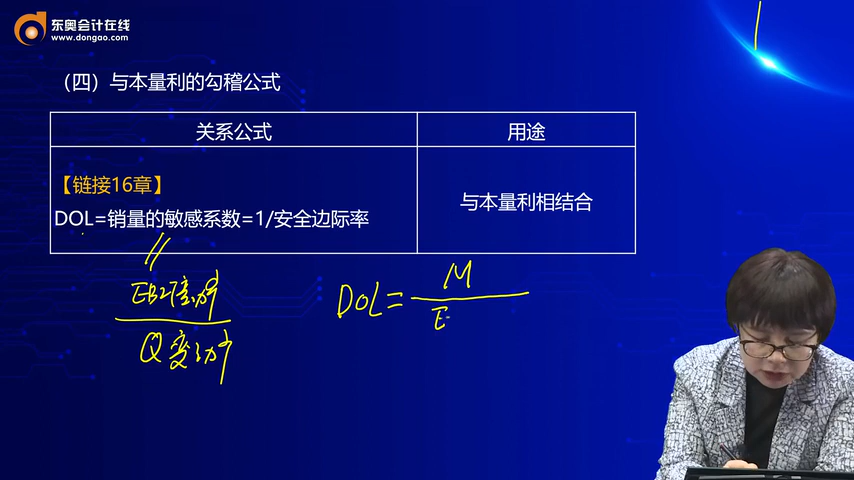 东奥会计在线
www.dongao.com
（四）与本量利的勾稽公式
关系公式
用途
【链接16章】
DOL=销量的敏感系数=1/安全边际率
与本量利相结合
EBIT变动率
Q变动率
DOL=
M
E